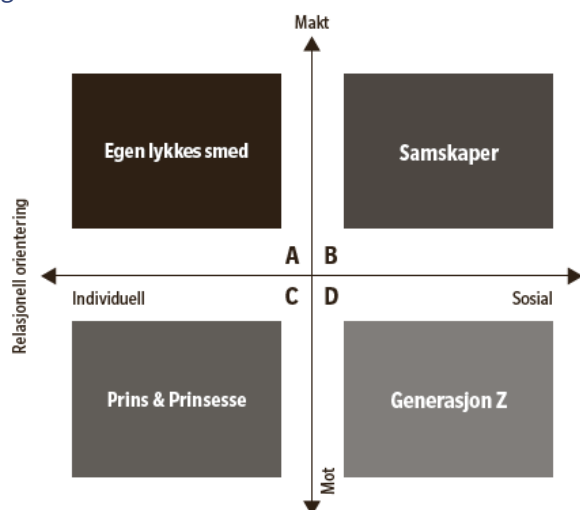 Makt
Egen lykkes smed
Samskaper
Relasjonell orientering
A B
Individuell
C D
Sosial
Prins & Prinsesse
Generasjon Z
Mot